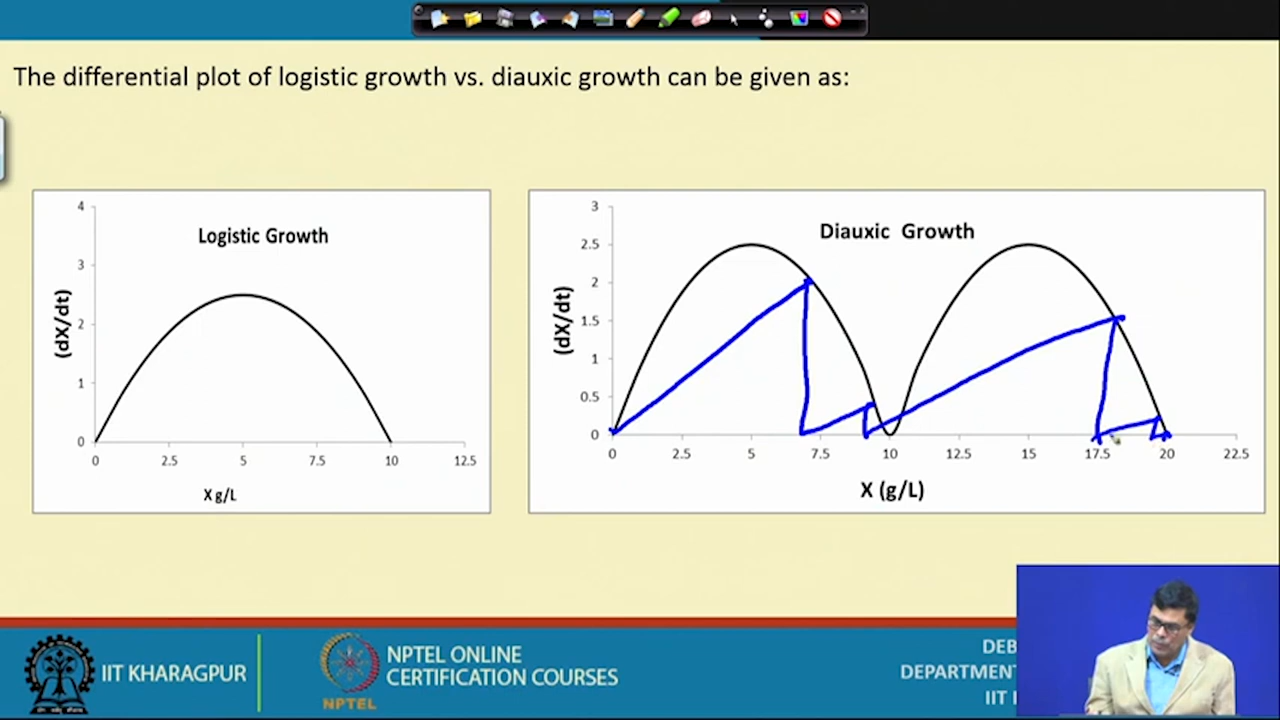 The differential plot of logistic growth vs. diauxic growth can be given as:
Logistic Growth
(dX/dt)
4
3
2
1
0
0 2.5 5 7.5 10 12.5
X g/L
Diauxic Growth
(dX/dt)
3
2.5
2
1.5
1
0.5
0
0 2.5 5 7.5 10 12.5 15 17.5 20 22.5
X (g/L)
IIT KHARAGPUR
NPTEL
NPTEL ONLINE
CERTIFICATION COURSES
DEB
DEPARTMENT
IIT